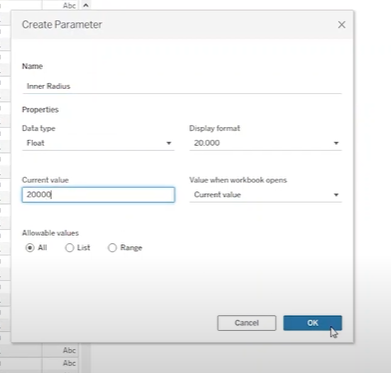 Abc
Create Parameter
Name
Inner Radius
Properties
Data type
Display format
Float
20.000
Current value
Value when workbook opens
20000
Current value
Allowable values
All
List
Range
Cancel
OK
Abc
Abc